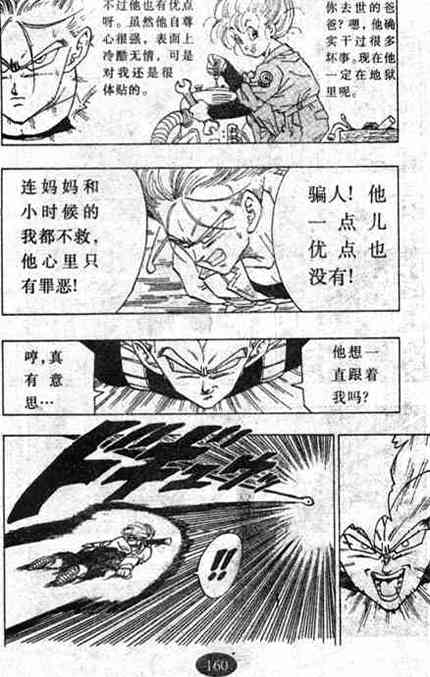 你去世的爸
爸？嗯，他确
实干过很多
坏事。现在他
一定在地狱
里呢。
不过他也有优点
呀。虽然他自尊
心很强，表面上
冷酷无情，可是
对我还是很
体贴的。
骗人！他
一点儿
优点也
没有！
连妈妈和
小时候的
我都不救，
他心里只
有罪恶！
他想一
直跟着
我吗？
哼，真
有意
思…
!!
160